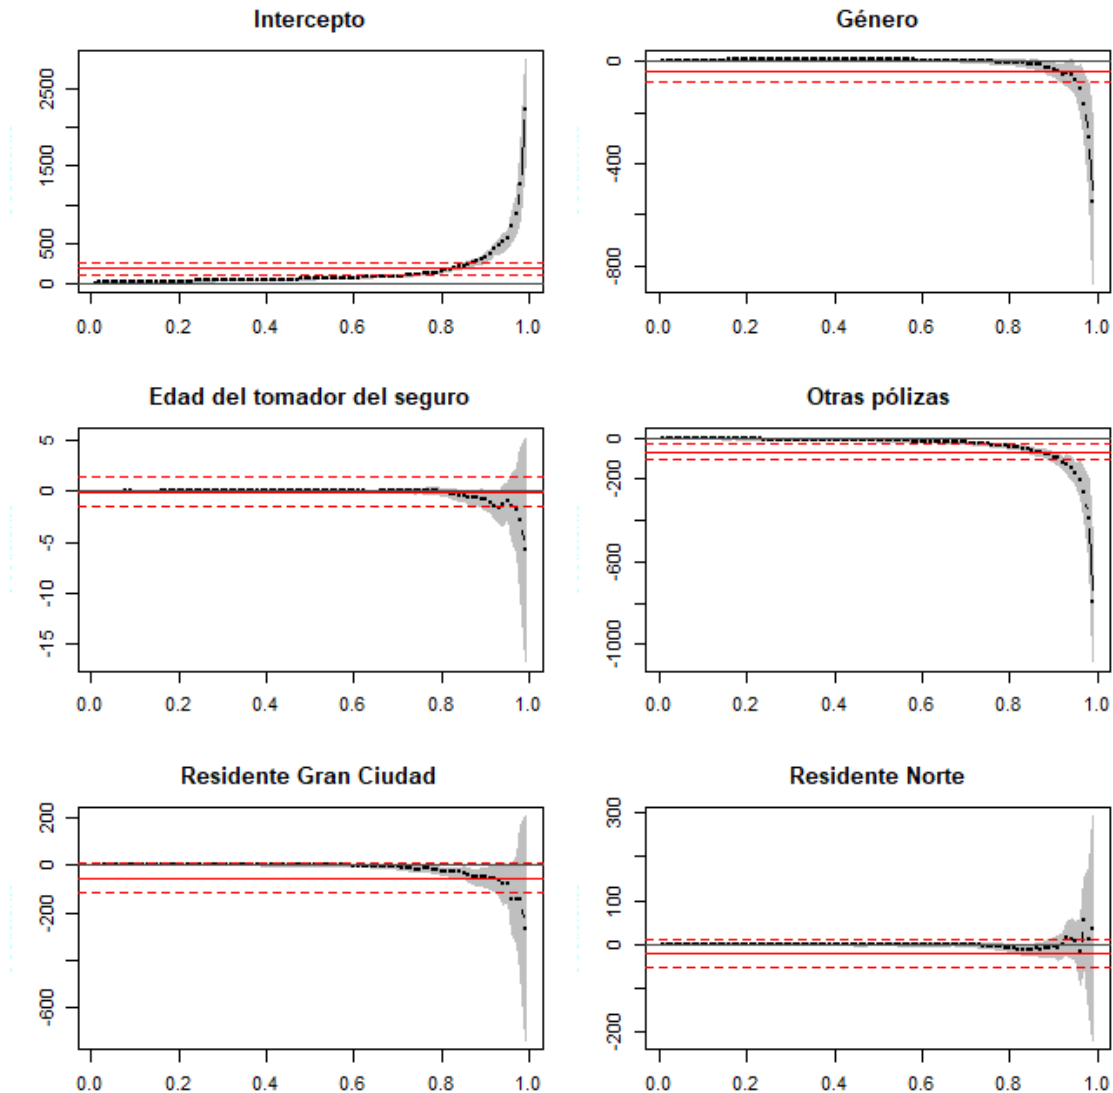 Intercepto
2500
1500
500
0
0.0 0.2 0.4 0.6 0.8 1.0
Género
0
-400
-800
0.0 0.2 0.4 0.6 0.8 1.0
Edad del tomador del seguro
5
0
-5
-10
-15
0.0 0.2 0.4 0.6 0.8 1.0
Otras pólizas
0
-200
-600
-1000
0.0 0.2 0.4 0.6 0.8 1.0
Residente Gran Ciudad
200
0
-200
-600
0.0 0.2 0.4 0.6 0.8 1.0
Residente Norte
300
100
0
-200
0.0 0.2 0.4 0.6 0.8 1.0